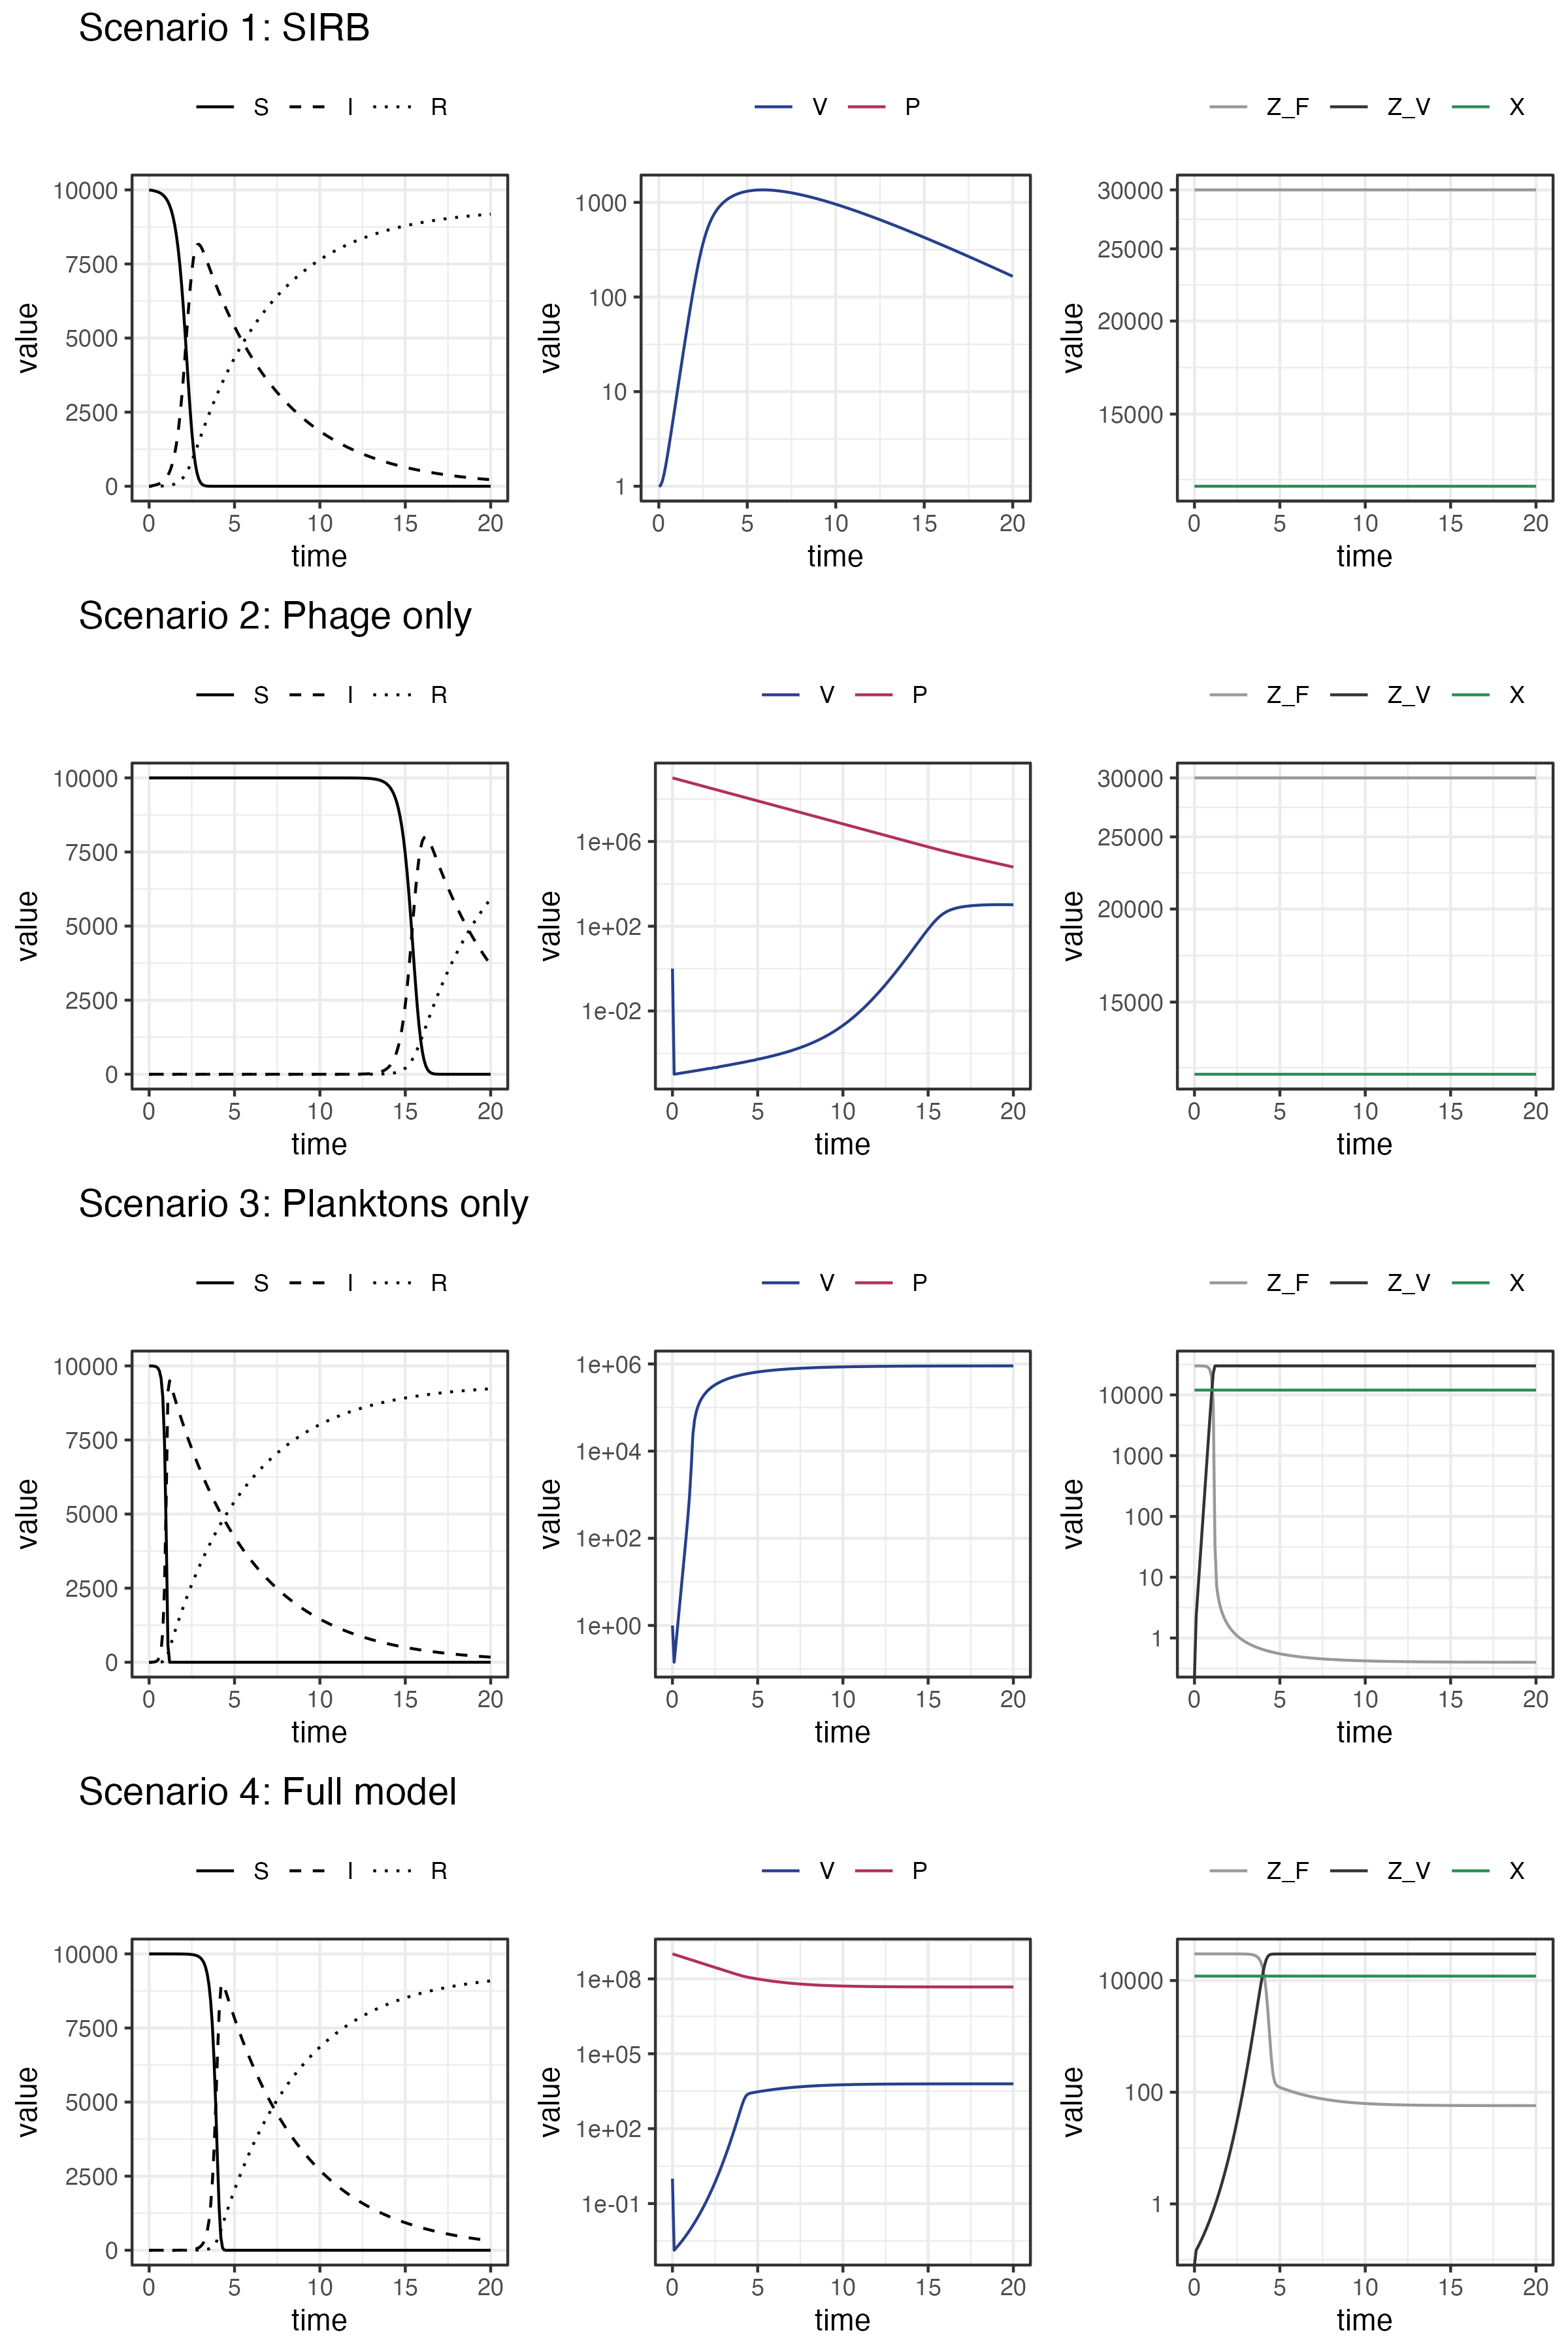 Scenario 1: SIRB
S I R
V P
Z_F Z_V X
10000
7500
5000
2500
0
value
0 5 10 15 20
time
1000
100
10
1
value
0 5 10 15 20
time
30000
25000
20000
15000
value
0 5 10 15 20
time
Scenario 2: Phage only
S I R
V P
Z_F Z_V X
10000
7500
5000
2500
0
value
0 5 10 15 20
time
1e+06
1e+02
1e-02
value
0 5 10 15 20
time
30000
25000
20000
15000
value
0 5 10 15 20
time
Scenario 3: Planktons only
S I R
V P
Z_F Z_V X
10000
7500
5000
2500
0
value
0 5 10 15 20
time
1e+06
1e+04
1e+02
1e+00
value
0 5 10 15 20
time
10000
1000
100
10
1
value
0 5 10 15 20
time
Scenario 4: Full model
S I R
V P
Z_F Z_V X
10000
7500
5000
2500
0
value
0 5 10 15 20
time
1e+08
1e+05
1e+02
1e-01
value
0 5 10 15 20
time
10000
100
1
value
0 5 10 15 20
time